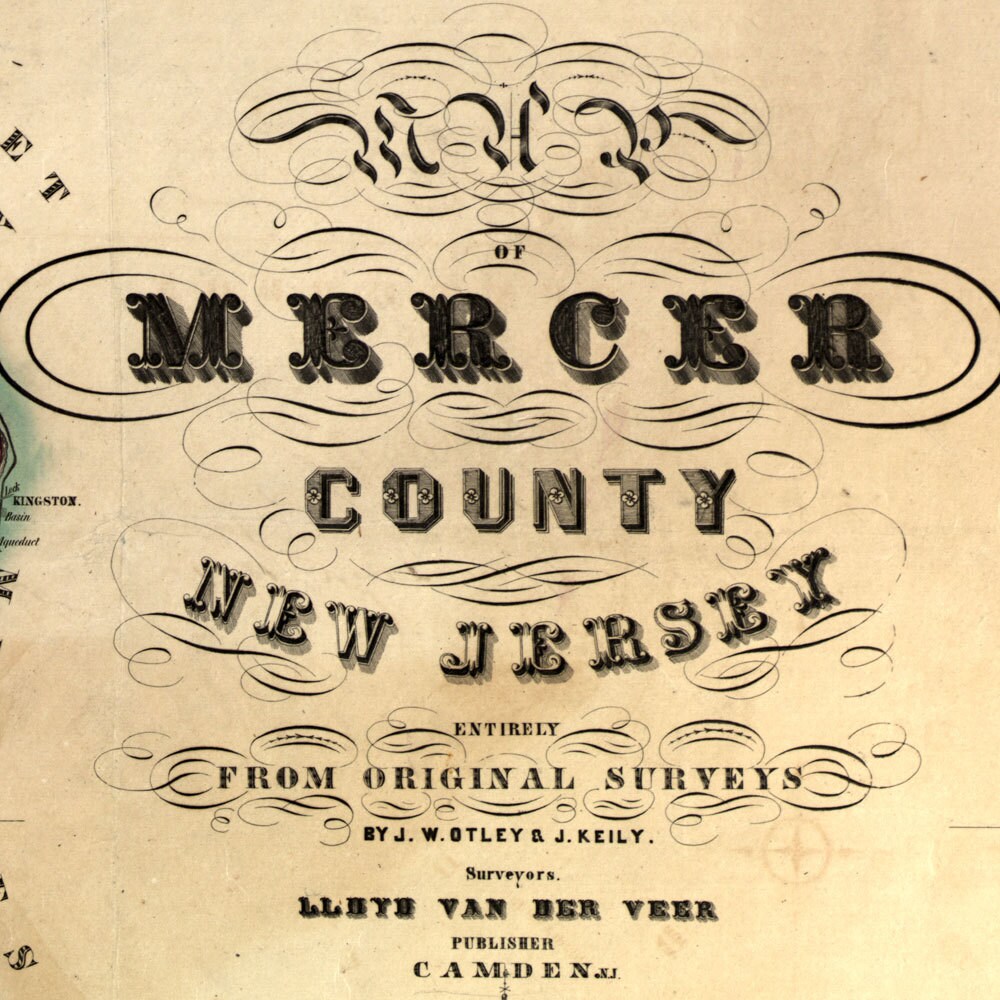 MAP
OF
MERCER
COUNTY
NEW JERSEY
ENTIRELY
FROM ORIGINAL SURVEYS
BY J. W. OTLEY & J. KEILY.
Surveyors.
LLOYD VAN DER VEER
PUBLISHER
CAMDEN N.J.
Lock
KINGSTON.
Basin
Aqueduct